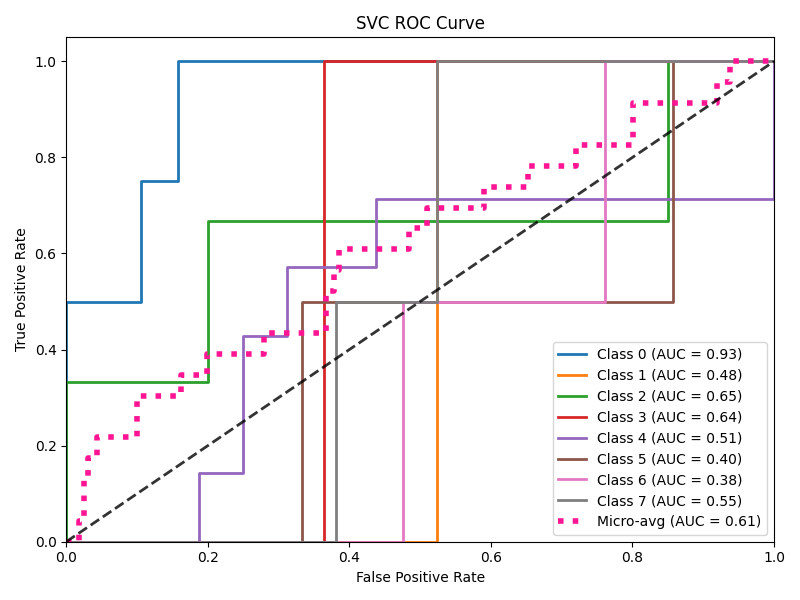 SVC ROC Curve
True Positive Rate
1.0
0.8
0.6
0.4
0.2
0.0
0.0 0.2 0.4 0.6 0.8 1.0
False Positive Rate
Class 0 (AUC = 0.93)
Class 1 (AUC = 0.48)
Class 2 (AUC = 0.65)
Class 3 (AUC = 0.64)
Class 4 (AUC = 0.51)
Class 5 (AUC = 0.40)
Class 6 (AUC = 0.38)
Class 7 (AUC = 0.55)
Micro-avg (AUC = 0.61)